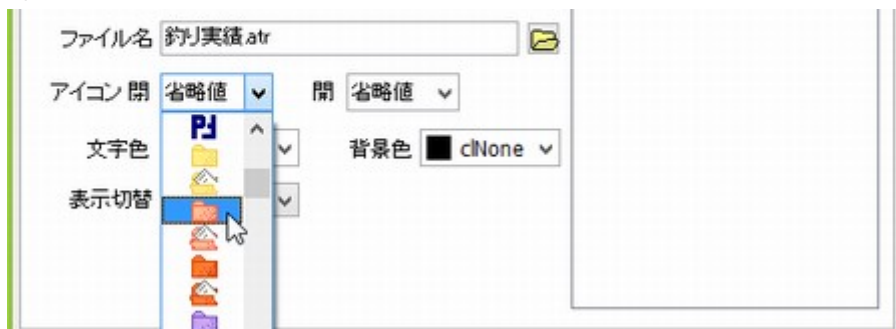 ファイル名 釣り実績.atr
アイコン 閉 省略値 開 省略値
文字色 背景色 clNone
表示切替